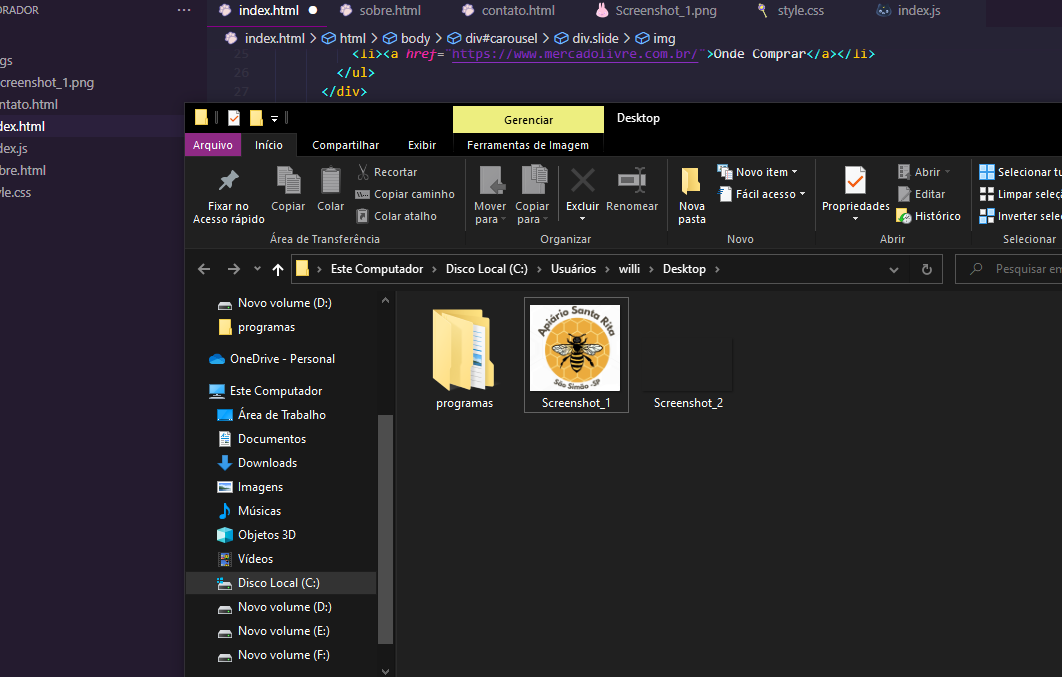 ORADOR
index.html
sobre.html
contato.html
Screenshot_1.png
style.css
index.js
index.html > html > body > div#carousel > div.slide > img
25 <li><a href="https://www.mercadolivre.com.br/">Onde Comprar</a></li>
26 </ul>
27 </div>
gs
creenshot_1.png
ntato.html
dex.html
dex.js
bre.html
yle.css
Gerenciar
Desktop
Arquivo
Início
Compartilhar
Exibir
Ferramentas de Imagem
Fixar no
Acesso rápido
Copiar
Colar
Recortar
Copiar caminho
Colar atalho
Área de Transferência
Mover
para
Copiar
para
Excluir
Renomear
Organizar
Nova
pasta
Novo item
Fácil acesso
Novo
Propriedades
Abrir
Editar
Histórico
Abrir
Selecionar tu
Limpar seleç
Inverter sele
Selecionar
Este Computador > Disco Local (C:) > Usuários > willi > Desktop >
Pesquisar em
Novo volume (D:)
programas
OneDrive - Personal
Este Computador
Área de Trabalho
Documentos
Downloads
Imagens
Músicas
Objetos 3D
Vídeos
Disco Local (C:)
Novo volume (D:)
Novo volume (E:)
Novo volume (F:)
Apiário Santa Rita
São Simão -SP
programas
Screenshot_1
Screenshot_2